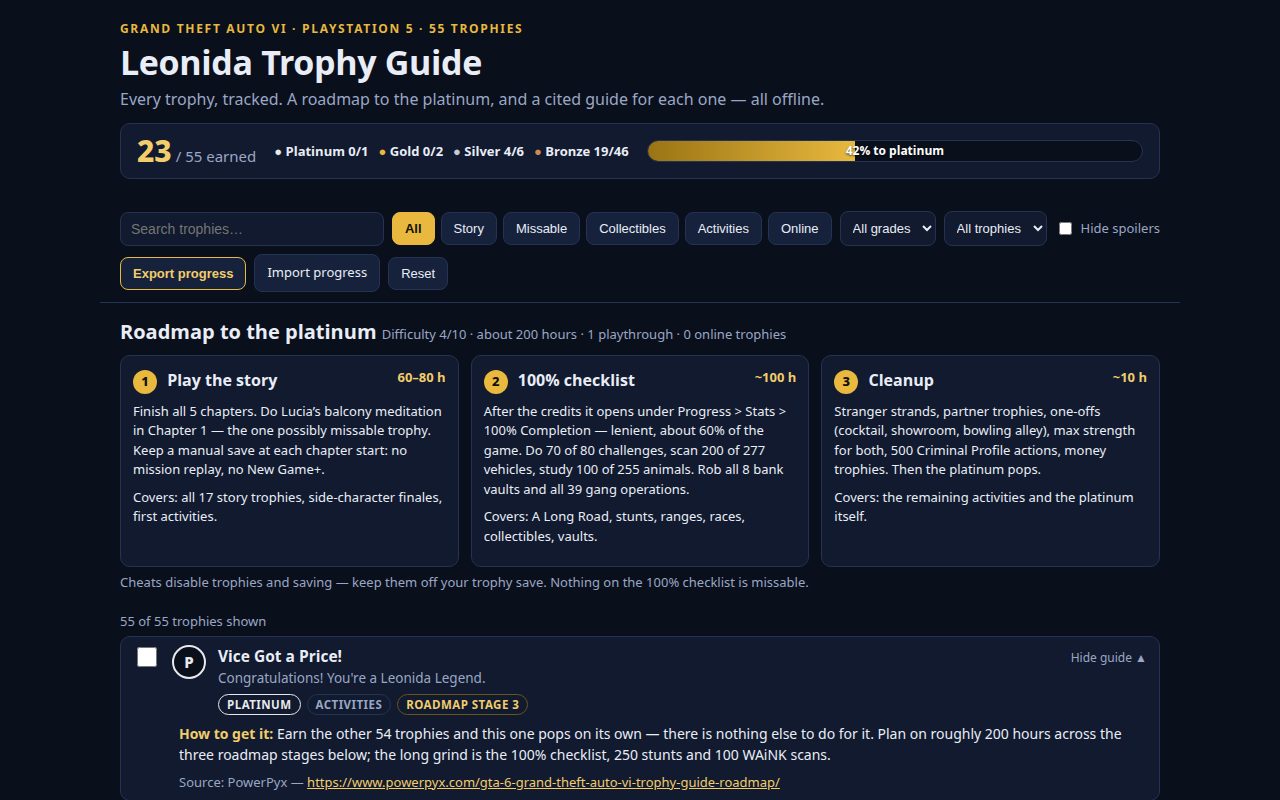 GRAND THEFT AUTO VI · PLAYSTATION 5 · 55 TROPHIES
Leonida Trophy Guide
Every trophy, tracked. A roadmap to the platinum, and a cited guide for each one — all offline.
23 / 55 earned ● Platinum 0/1 ● Gold 0/2 ● Silver 4/6 ● Bronze 19/46 42% to platinum
Search trophies… All Story Missable Collectibles Activities Online All grades All trophies Hide spoilers
Export progress Import progress Reset
Roadmap to the platinum Difficulty 4/10 · about 200 hours · 1 playthrough · 0 online trophies
1 Play the story 60–80 h
Finish all 5 chapters. Do Lucia's balcony meditation
in Chapter 1 — the one possibly missable trophy.
Keep a manual save at each chapter start: no
mission replay, no New Game+.
Covers: all 17 story trophies, side-character finales,
first activities.
2 100% checklist ~100 h
After the credits it opens under Progress > Stats >
100% Completion — lenient, about 60% of the
game. Do 70 of 80 challenges, scan 200 of 277
vehicles, study 100 of 255 animals. Rob all 8 bank
vaults and all 39 gang operations.
Covers: A Long Road, stunts, ranges, races,
collectibles, vaults.
3 Cleanup ~10 h
Stranger strands, partner trophies, one-offs
(cocktail, showroom, bowling alley), max strength
for both, 500 Criminal Profile actions, money
trophies. Then the platinum pops.
Covers: the remaining activities and the platinum
itself.
Cheats disable trophies and saving — keep them off your trophy save. Nothing on the 100% checklist is missable.
55 of 55 trophies shown
P Vice Got a Price! Hide guide ▲
Congratulations! You're a Leonida Legend.
PLATINUM ACTIVITIES ROADMAP STAGE 3
How to get it: Earn the other 54 trophies and this one pops on its own — there is nothing else to do for it. Plan on roughly 200 hours across the
three roadmap stages below; the long grind is the 100% checklist, 250 stunts and 100 WAiNK scans.
Source: PowerPyx — https://www.powerpyx.com/gta-6-grand-theft-auto-vi-trophy-guide-roadmap/